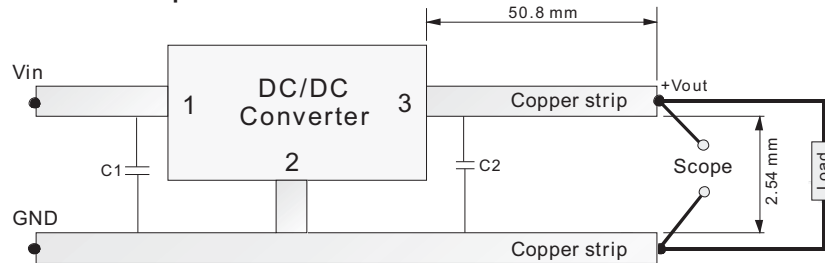 50.8 mm
Vin
+Vout
DC/DC
Converter
1
3
2
Copper strip
C1
C2
Scope
2.54 mm
Load
GND
Copper strip